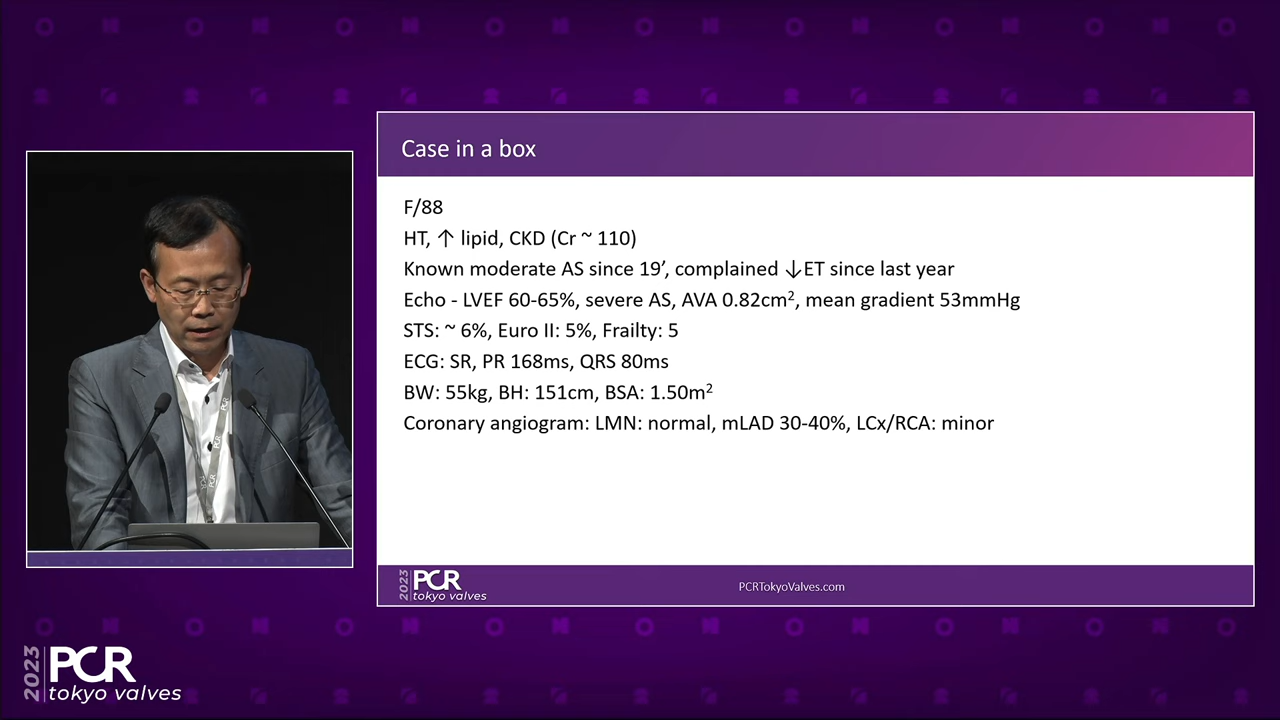 Case in a box
F/88
HT, ↑ lipid, CKD (Cr ~ 110)
Known moderate AS since 19’, complained ↓ET since last year
Echo - LVEF 60-65%, severe AS, AVA 0.82cm², mean gradient 53mmHg
STS: ~ 6%, Euro II: 5%, Frailty: 5
ECG: SR, PR 168ms, QRS 80ms
BW: 55kg, BH: 151cm, BSA: 1.50m²
Coronary angiogram: LMN: normal, mLAD 30-40%, LCx/RCA: minor
2023 PCR
tokyo valves
PCRTokyoValves.com
2023 PCR
tokyo valves
PCR
PCR